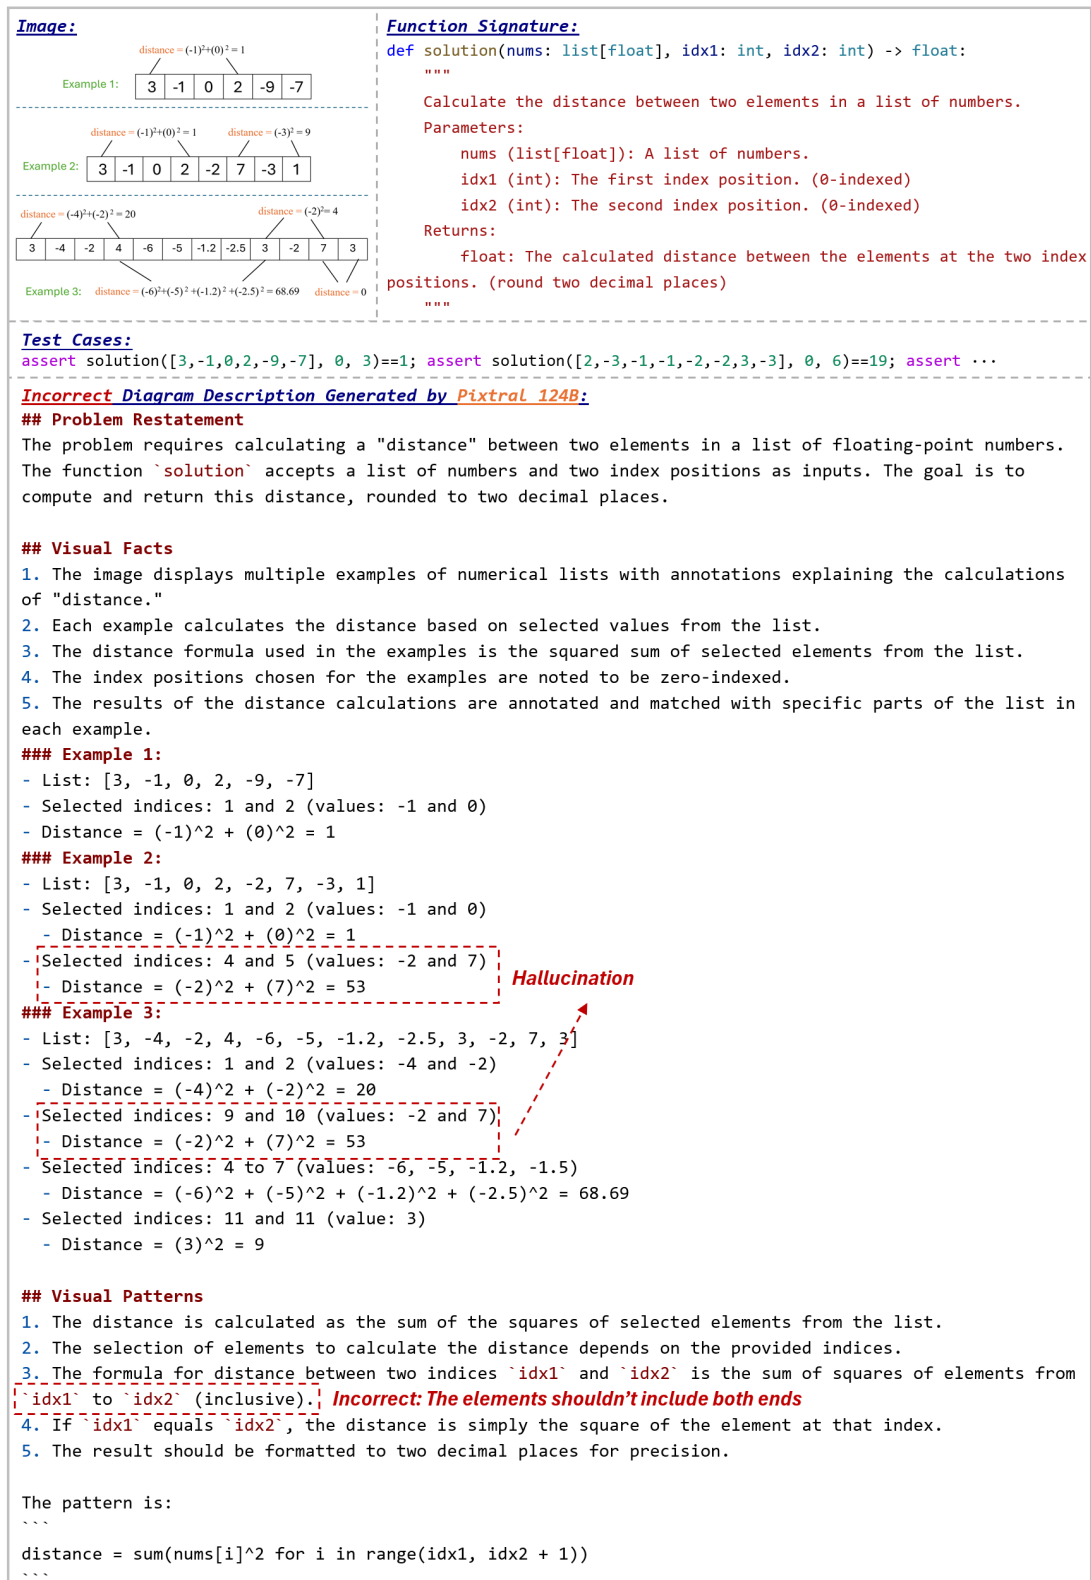 Image:
distance = (-1)²+(0)² = 1
Example 1:
3 -1 0 2 -9 -7
distance = (-1)²+(0)² = 1 distance = (-3)² = 9
Example 2:
3 -1 0 2 -2 7 -3 1
distance = (-4)²+(-2)² = 20 distance = (-2)²= 4
3 -4 -2 4 -6 -5 -1.2 -2.5 3 -2 7 3
Example 3: distance = (-6)²+(-5)² +(-1.2)² +(-2.5)² = 68.69 distance = 0
Function Signature:
def solution(nums: list[float], idx1: int, idx2: int) -> float:
"""
Calculate the distance between two elements in a list of numbers.
Parameters:
nums (list[float]): A list of numbers.
idx1 (int): The first index position. (0-indexed)
idx2 (int): The second index position. (0-indexed)
Returns:
float: The calculated distance between the elements at the two index
positions. (round two decimal places)
"""
Test Cases:
assert solution([3,-1,0,2,-9,-7], 0, 3)==1; assert solution([2,-3,-1,-1,-2,-2,3,-3], 0, 6)==19; assert ···
Incorrect Diagram Description Generated by Pixtral 124B:
## Problem Restatement
The problem requires calculating a "distance" between two elements in a list of floating-point numbers.
The function `solution` accepts a list of numbers and two index positions as inputs. The goal is to
compute and return this distance, rounded to two decimal places.
## Visual Facts
1. The image displays multiple examples of numerical lists with annotations explaining the calculations
of "distance."
2. Each example calculates the distance based on selected values from the list.
3. The distance formula used in the examples is the squared sum of selected elements from the list.
4. The index positions chosen for the examples are noted to be zero-indexed.
5. The results of the distance calculations are annotated and matched with specific parts of the list in
each example.
### Example 1:
- List: [3, -1, 0, 2, -9, -7]
- Selected indices: 1 and 2 (values: -1 and 0)
- Distance = (-1)^2 + (0)^2 = 1
### Example 2:
- List: [3, -1, 0, 2, -2, 7, -3, 1]
- Selected indices: 1 and 2 (values: -1 and 0)
- Distance = (-1)^2 + (0)^2 = 1
- Selected indices: 4 and 5 (values: -2 and 7)
- Distance = (-2)^2 + (7)^2 = 53
Hallucination
### Example 3:
- List: [3, -4, -2, 4, -6, -5, -1.2, -2.5, 3, -2, 7, 3]
- Selected indices: 1 and 2 (values: -4 and -2)
- Distance = (-4)^2 + (-2)^2 = 20
- Selected indices: 9 and 10 (values: -2 and 7)
- Distance = (-2)^2 + (7)^2 = 53
- Selected indices: 4 to 7 (values: -6, -5, -1.2, -1.5)
- Distance = (-6)^2 + (-5)^2 + (-1.2)^2 + (-2.5)^2 = 68.69
- Selected indices: 11 and 11 (value: 3)
- Distance = (3)^2 = 9
## Visual Patterns
1. The distance is calculated as the sum of the squares of selected elements from the list.
2. The selection of elements to calculate the distance depends on the provided indices.
3. The formula for distance between two indices `idx1` and `idx2` is the sum of squares of elements from
`idx1` to `idx2` (inclusive). Incorrect: The elements shouldn't include both ends
4. If `idx1` equals `idx2`, the distance is simply the square of the element at that index.
5. The result should be formatted to two decimal places for precision.
The pattern is:
```
distance = sum(nums[i]^2 for i in range(idx1, idx2 + 1))
```